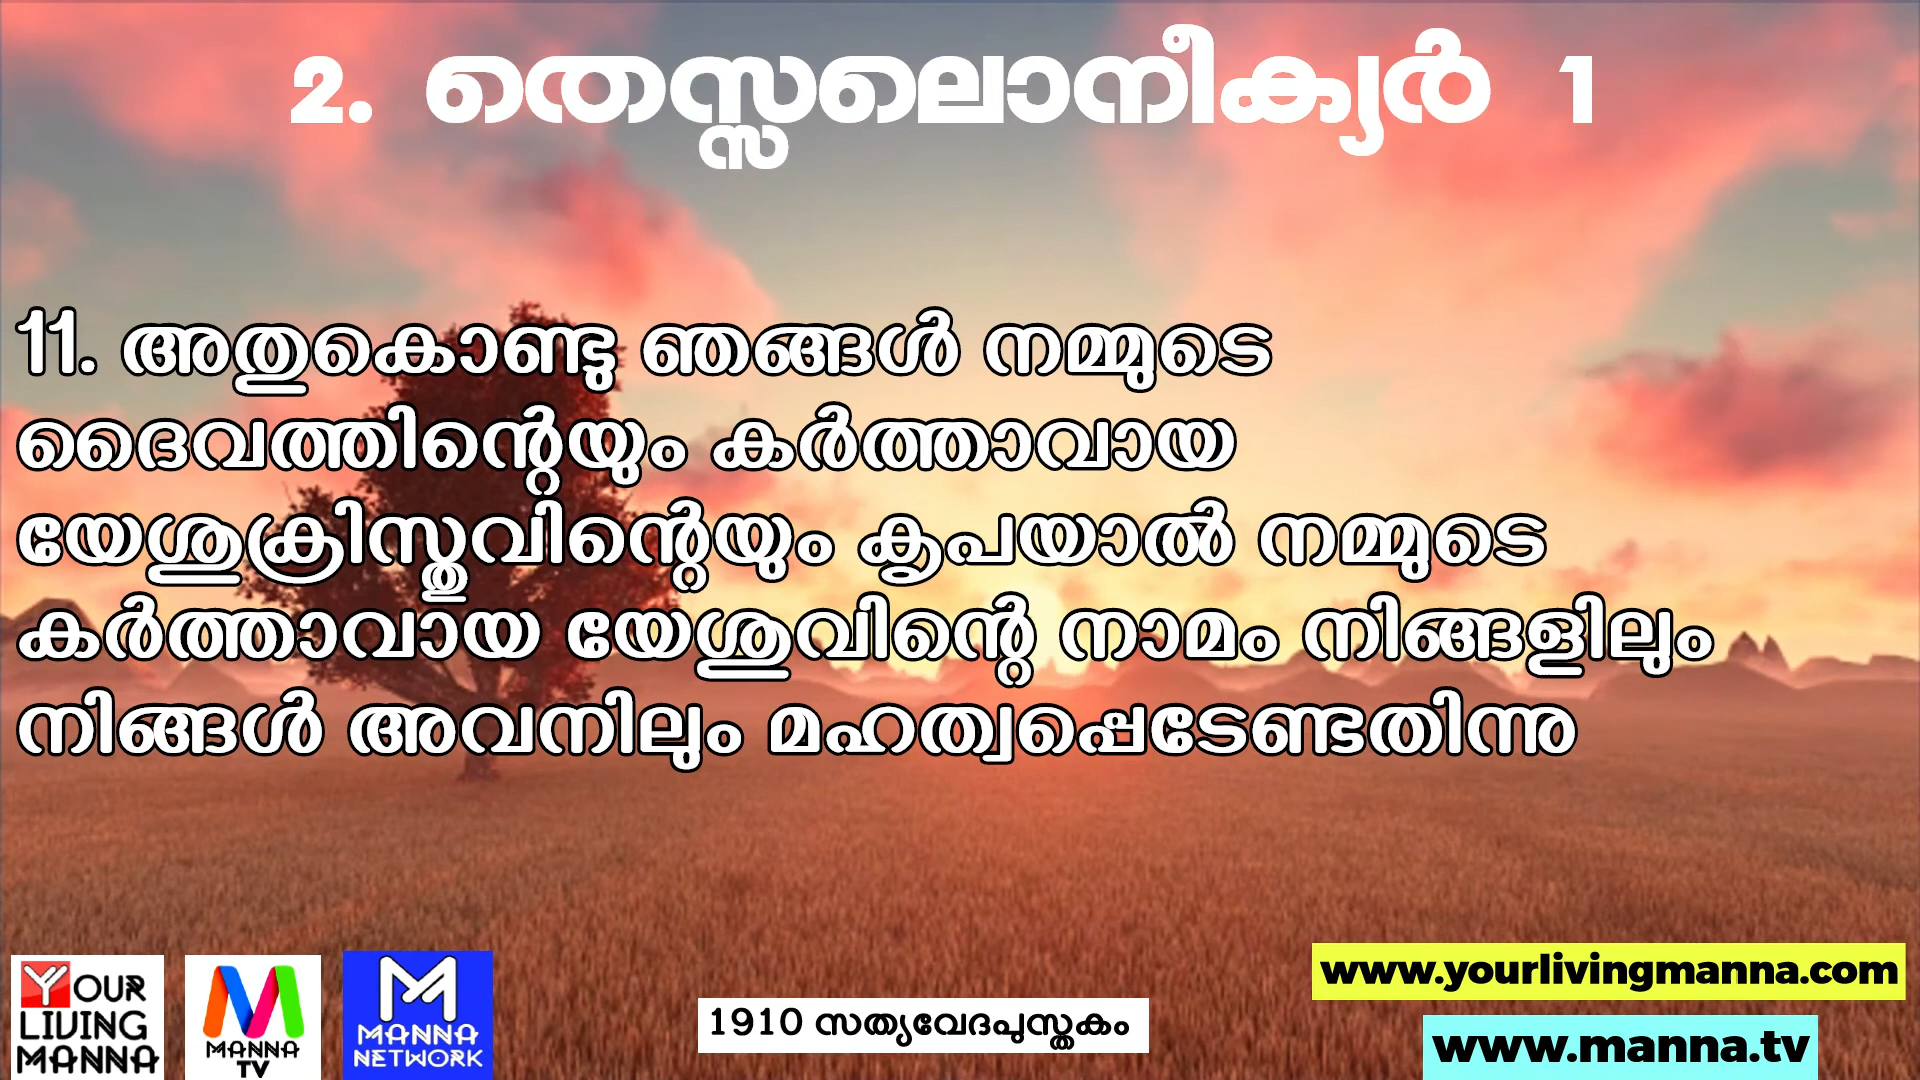 2. തെസ്സലൊനീക്യർ 1
11. അതുകൊണ്ടു ഞങ്ങൾ നമ്മുടെ
ദൈവത്തിന്റെയും കർത്താവായ
യേശുക്രിസ്തുവിന്റെയും കൃപയാൽ നമ്മുടെ
കർത്താവായ യേശുവിന്റെ നാമം നിങ്ങളിലും
നിങ്ങൾ അവനിലും മഹത്വപ്പെടേണ്ടതിന്നു
YOUR
LIVING
MANNA
MANNA
TV
MANNA
NETWORK
1910 സത്യവേദപുസ്തകം
www.yourlivingmanna.com
www.manna.tv